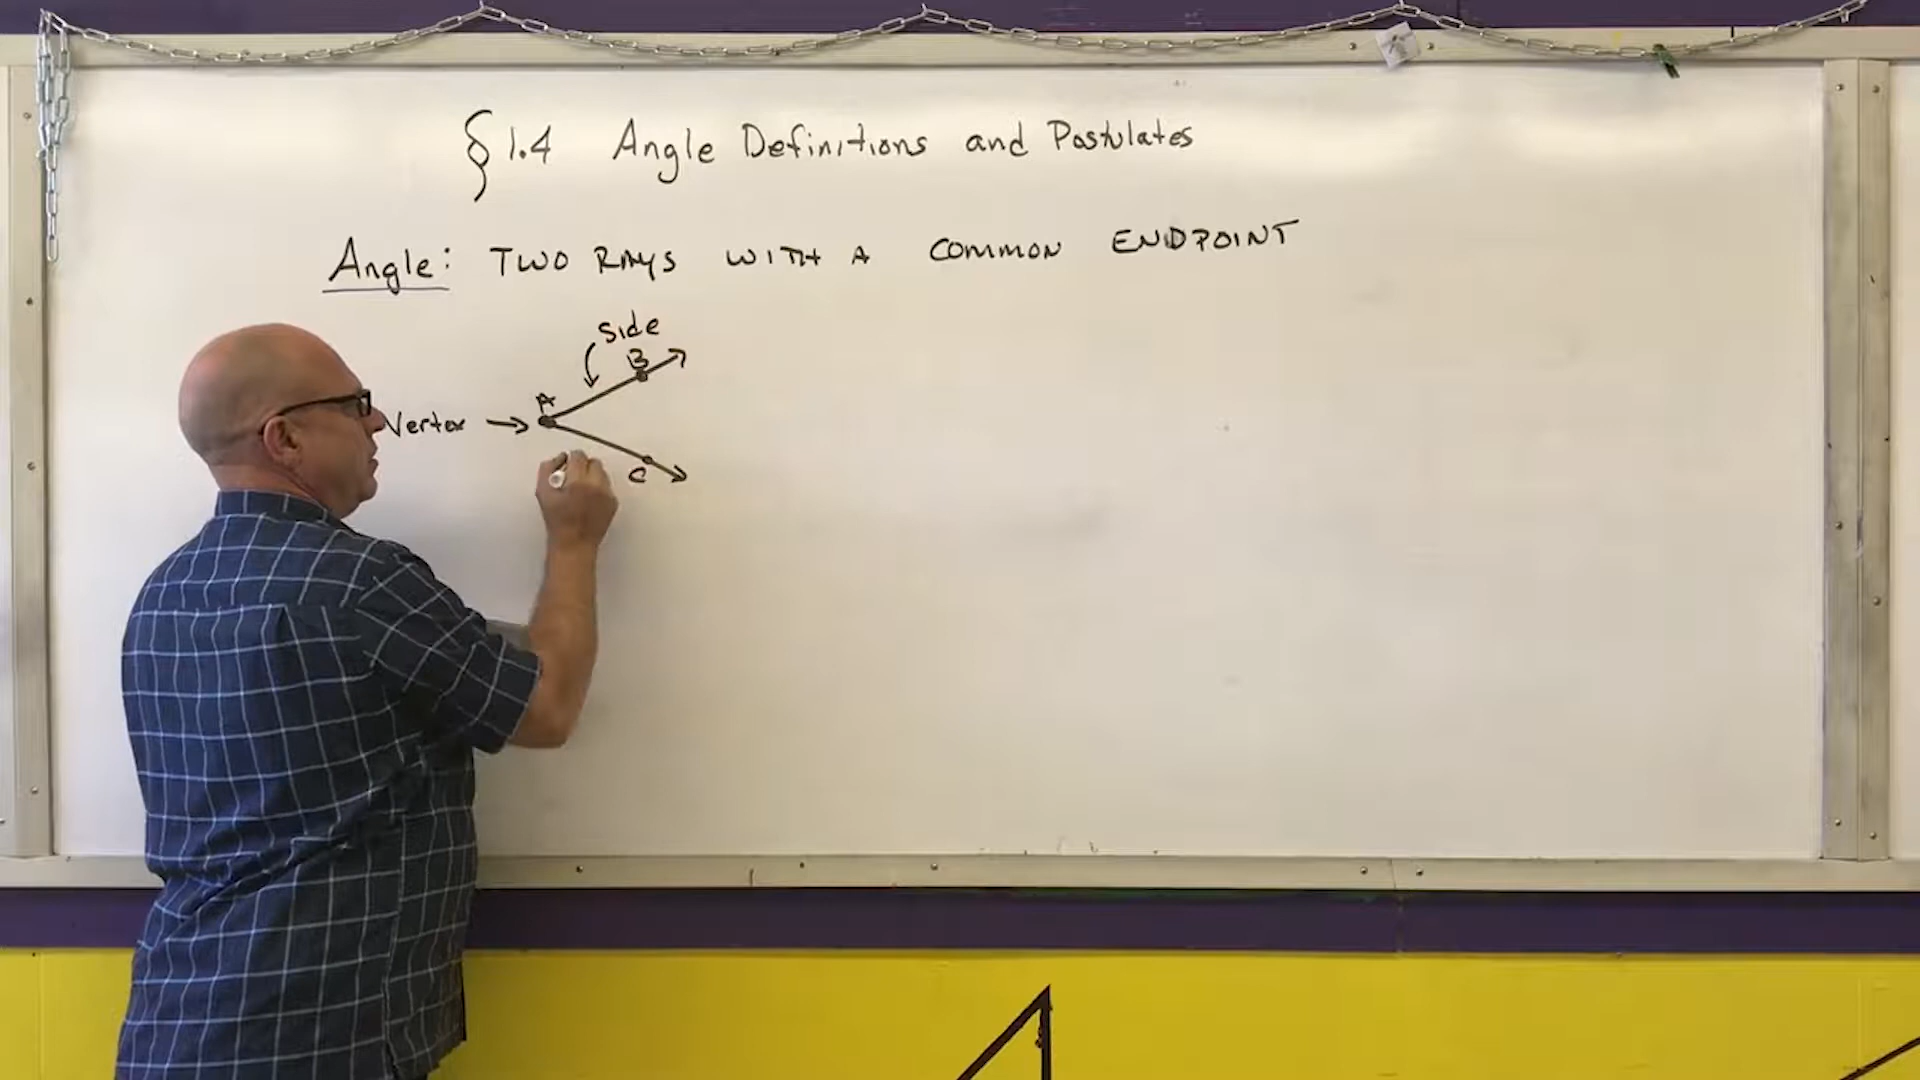 § 1.4 Angle Definitions and Postulates
Angle: TWO RAYS WITH A COMMON ENDPOINT
Side
B
A
Vertex
C